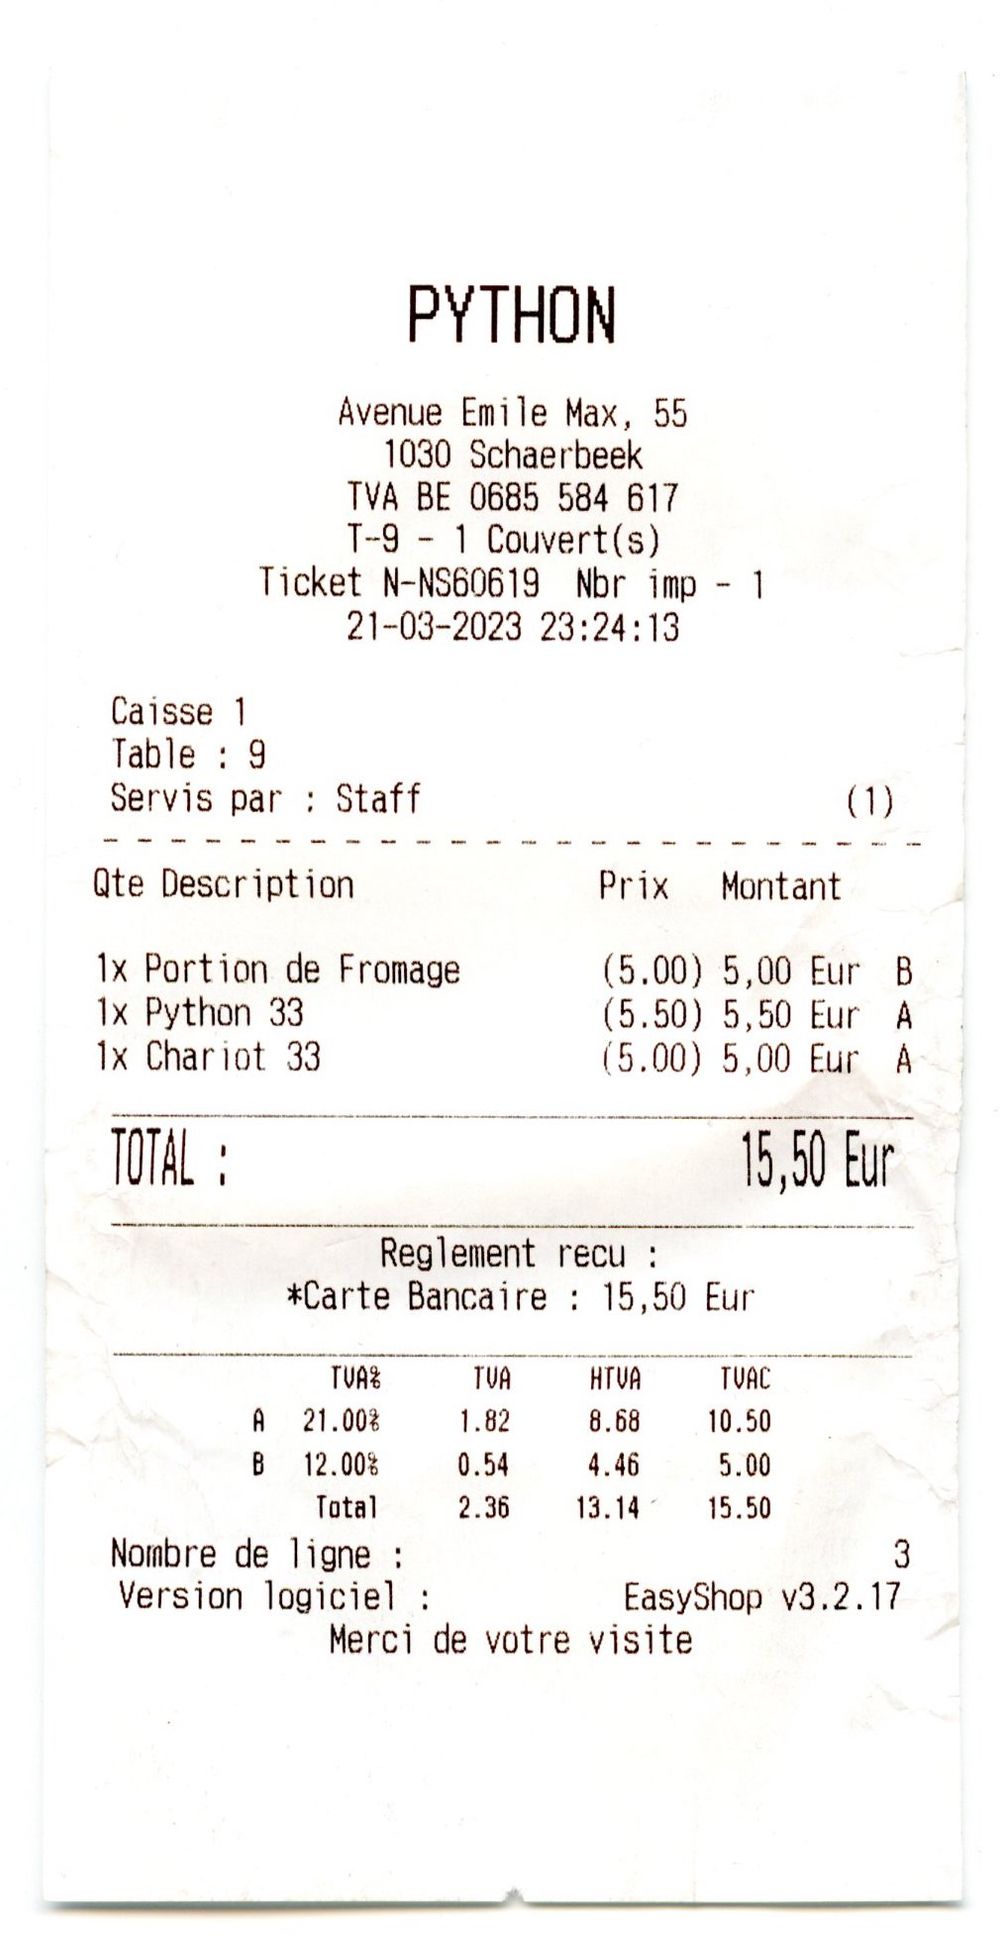 PYTHON
Avenue Emile Max, 55
1030 Schaerbeek
TVA BE 0685 584 617
T-9 - 1 Couvert(s)
Ticket N-NS60619 Nbr imp - 1
21-03-2023 23:24:13
Caisse 1
Table : 9
Servis par : Staff (1)
Qte Description Prix Montant
1x Portion de Fromage (5.00) 5,00 Eur B
1x Python 33 (5.50) 5,50 Eur A
1x Chariot 33 (5.00) 5,00 Eur A
TOTAL : 15,50 Eur
Reglement recu :
*Carte Bancaire : 15,50 Eur
TVA% TVA HTVA TVAC
A 21.00% 1.82 8.68 10.50
B 12.00% 0.54 4.46 5.00
Total 2.36 13.14 15.50
Nombre de ligne : 3
Version logiciel : EasyShop v3.2.17
Merci de votre visite